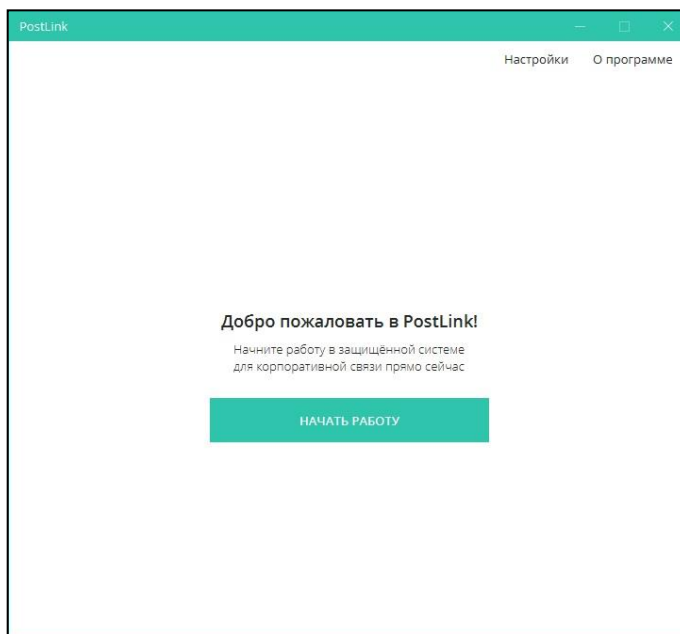 PostLink
Настройки О программе
Добро пожаловать в PostLink!
Начните работу в защищённой системе
для корпоративной связи прямо сейчас
НАЧАТЬ РАБОТУ